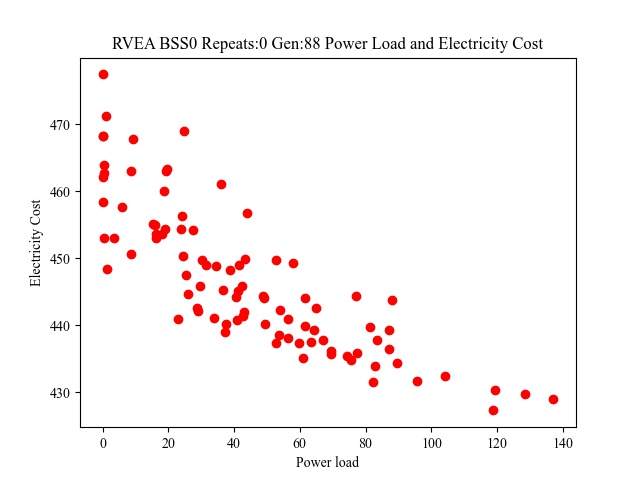 RVEA BSS0 Repeats:0 Gen:88 Power Load and Electricity Cost
470
460
450
440
430
Electricity Cost
0 20 40 60 80 100 120 140
Power load